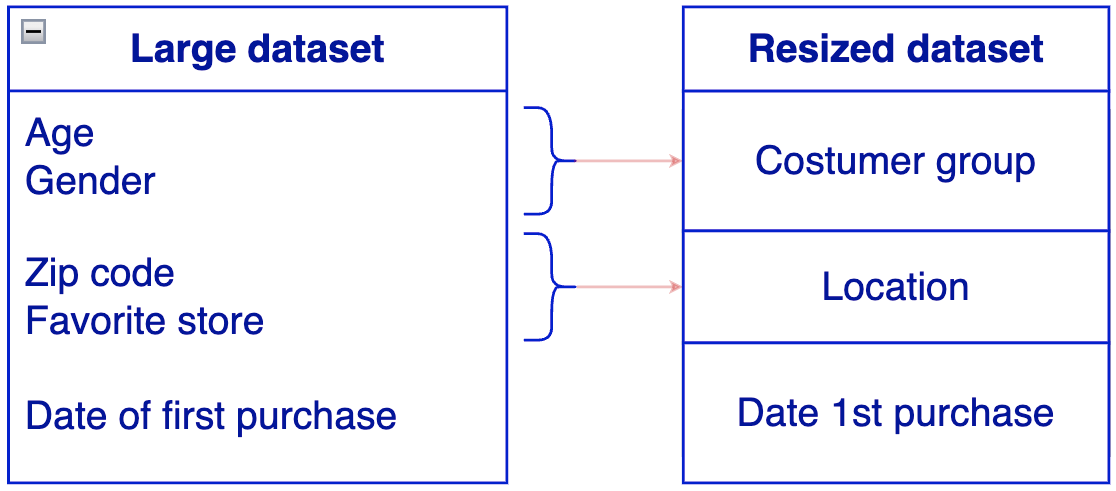 Large dataset
Age
Gender
Zip code
Favorite store
Date of first purchase
Resized dataset
Costumer group
Location
Date 1st purchase